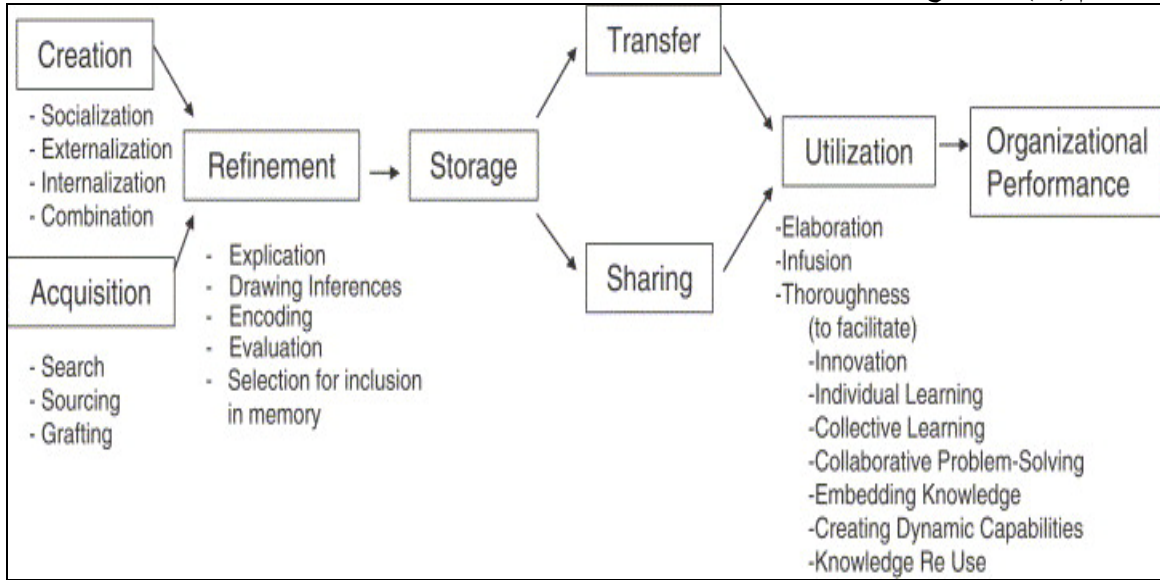 Creation
- Socialization
- Externalization
- Internalization
- Combination
Acquisition
- Search
- Sourcing
- Grafting
Refinement
- Explication
- Drawing Inferences
- Encoding
- Evaluation
- Selection for inclusion
in memory
Storage
Transfer
Sharing
Utilization
-Elaboration
-Infusion
-Thoroughness
(to facilitate)
-Innovation
-Individual Learning
-Collective Learning
-Collaborative Problem-Solving
-Embedding Knowledge
-Creating Dynamic Capabilities
-Knowledge Re Use
Organizational
Performance